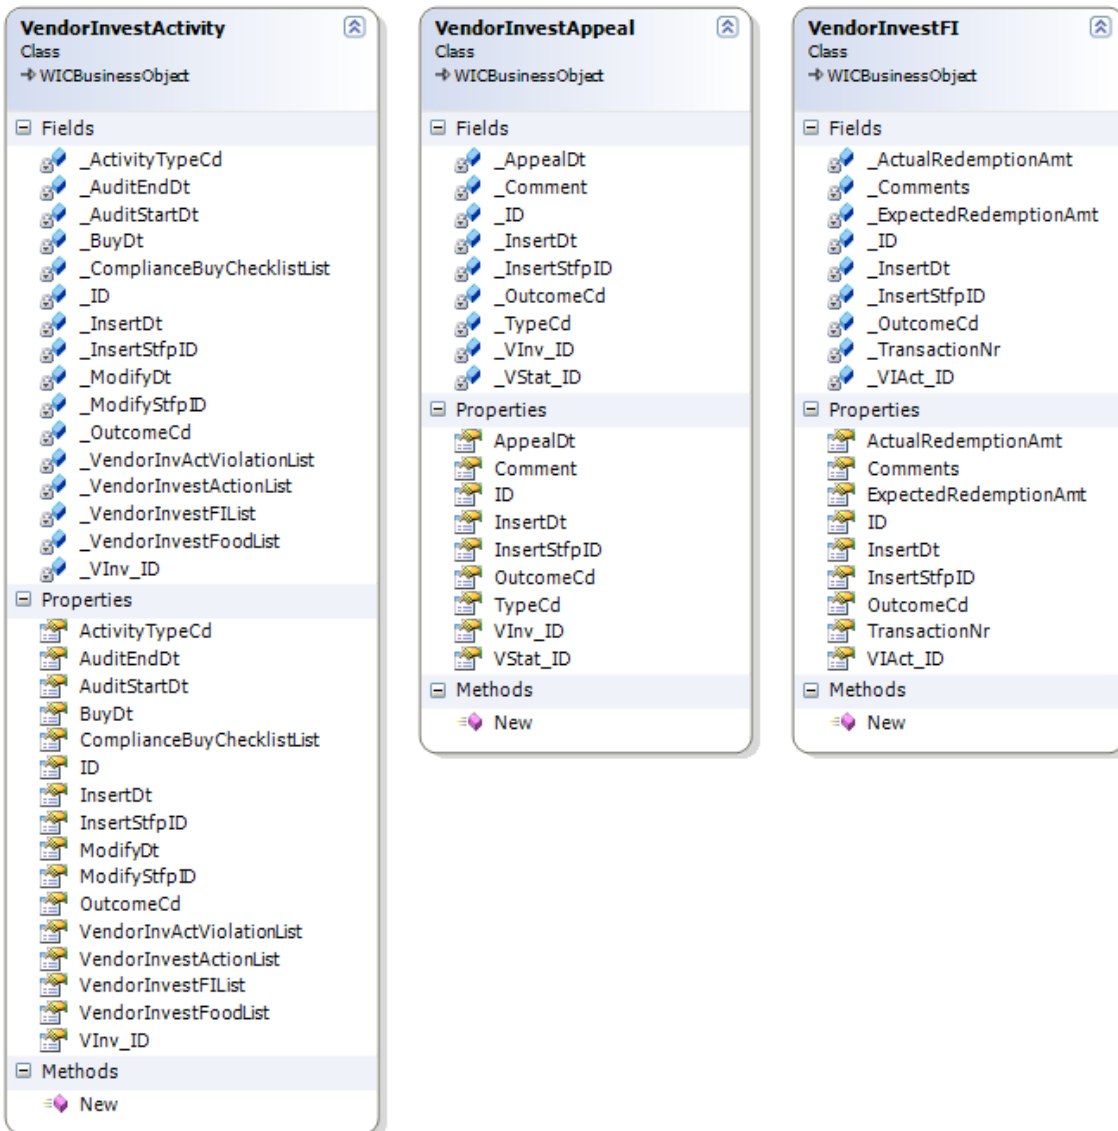 VendorInvestActivity
Class
WICBusinessObject
Fields
_ActivityTypeCd
_AuditEndDt
_AuditStartDt
_BuyDt
_ComplianceBuyChecklistList
_ID
_InsertDt
_InsertStfpID
_ModifyDt
_ModifyStfpID
_OutcomeCd
_VendorInvActViolationList
_VendorInvestActionList
_VendorInvestFIList
_VendorInvestFoodList
_VInv_ID
Properties
ActivityTypeCd
AuditEndDt
AuditStartDt
BuyDt
ComplianceBuyChecklistList
ID
InsertDt
InsertStfpID
ModifyDt
ModifyStfpID
OutcomeCd
VendorInvActViolationList
VendorInvestActionList
VendorInvestFIList
VendorInvestFoodList
VInv_ID
Methods
New
VendorInvestAppeal
Class
WICBusinessObject
Fields
_AppealDt
_Comment
_ID
_InsertDt
_InsertStfpID
_OutcomeCd
_TypeCd
_VInv_ID
_VStat_ID
Properties
AppealDt
Comment
ID
InsertDt
InsertStfpID
OutcomeCd
TypeCd
VInv_ID
VStat_ID
Methods
New
VendorInvestFI
Class
WICBusinessObject
Fields
_ActualRedemptionAmt
_Comments
_ExpectedRedemptionAmt
_ID
_InsertDt
_InsertStfpID
_OutcomeCd
_TransactionNr
_VIAct_ID
Properties
ActualRedemptionAmt
Comments
ExpectedRedemptionAmt
ID
InsertDt
InsertStfpID
OutcomeCd
TransactionNr
VIAct_ID
Methods
New